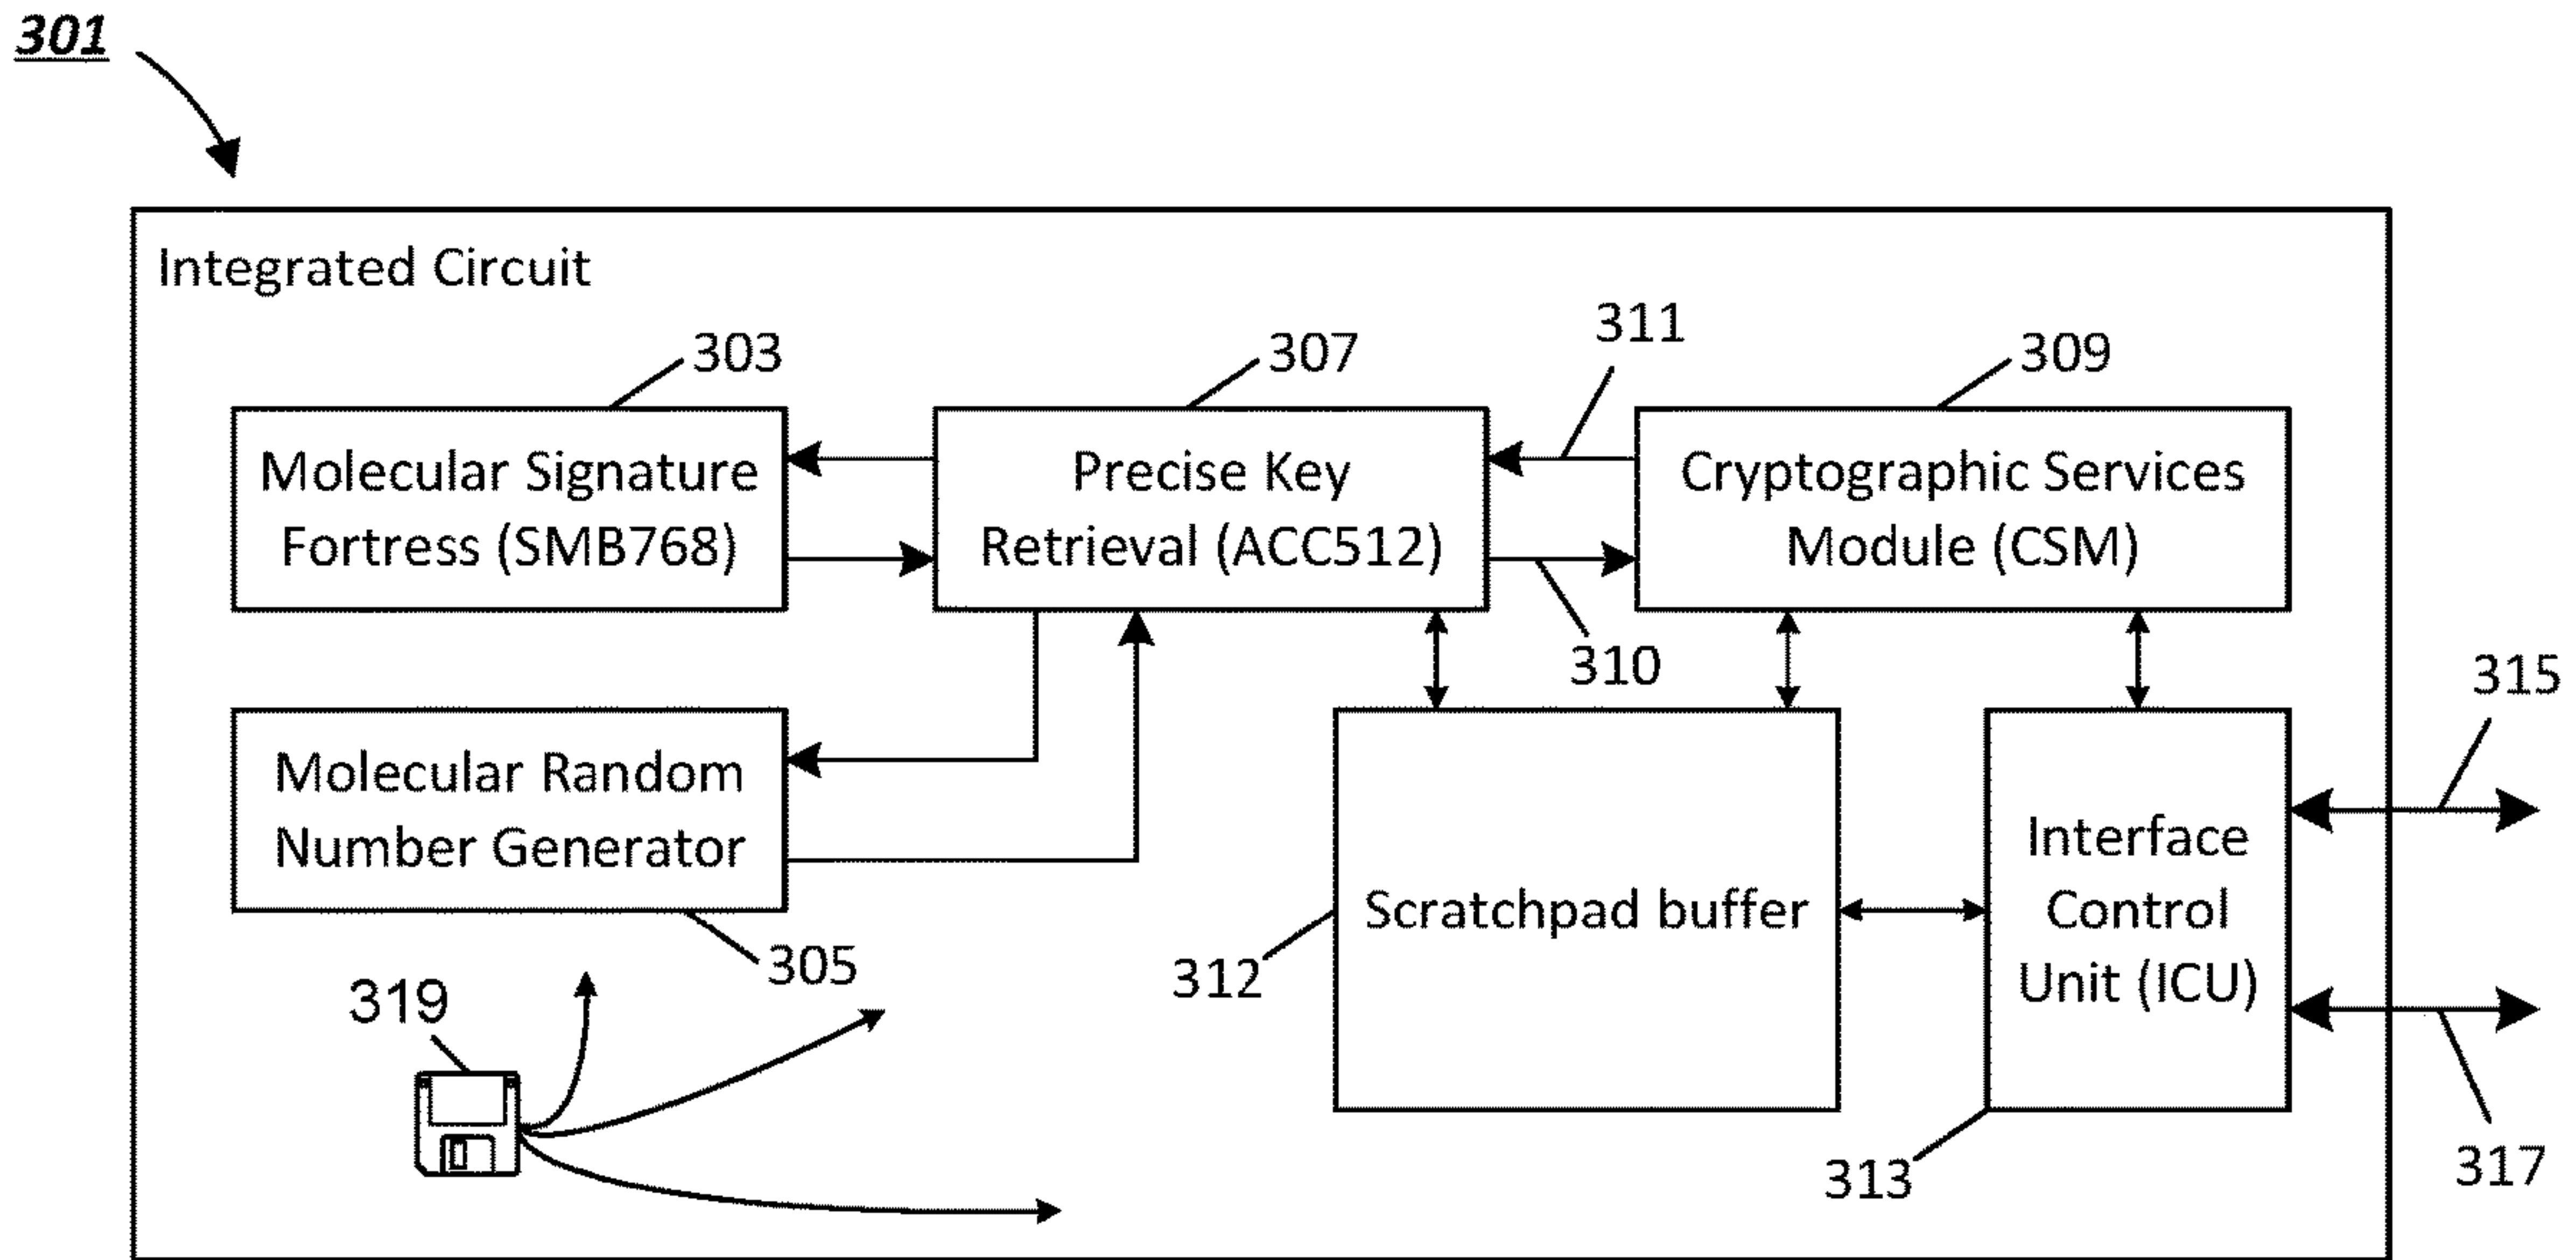 301
Integrated Circuit
311
303
307
309
Molecular Signature
Fortress (SMB768)
Precise Key
Retrieval (ACC512)
Cryptographic Services
Module (CSM)
310
315
Molecular Random
Number Generator
Scratchpad buffer
Interface
Control
Unit (ICU)
305
312
319
313
317